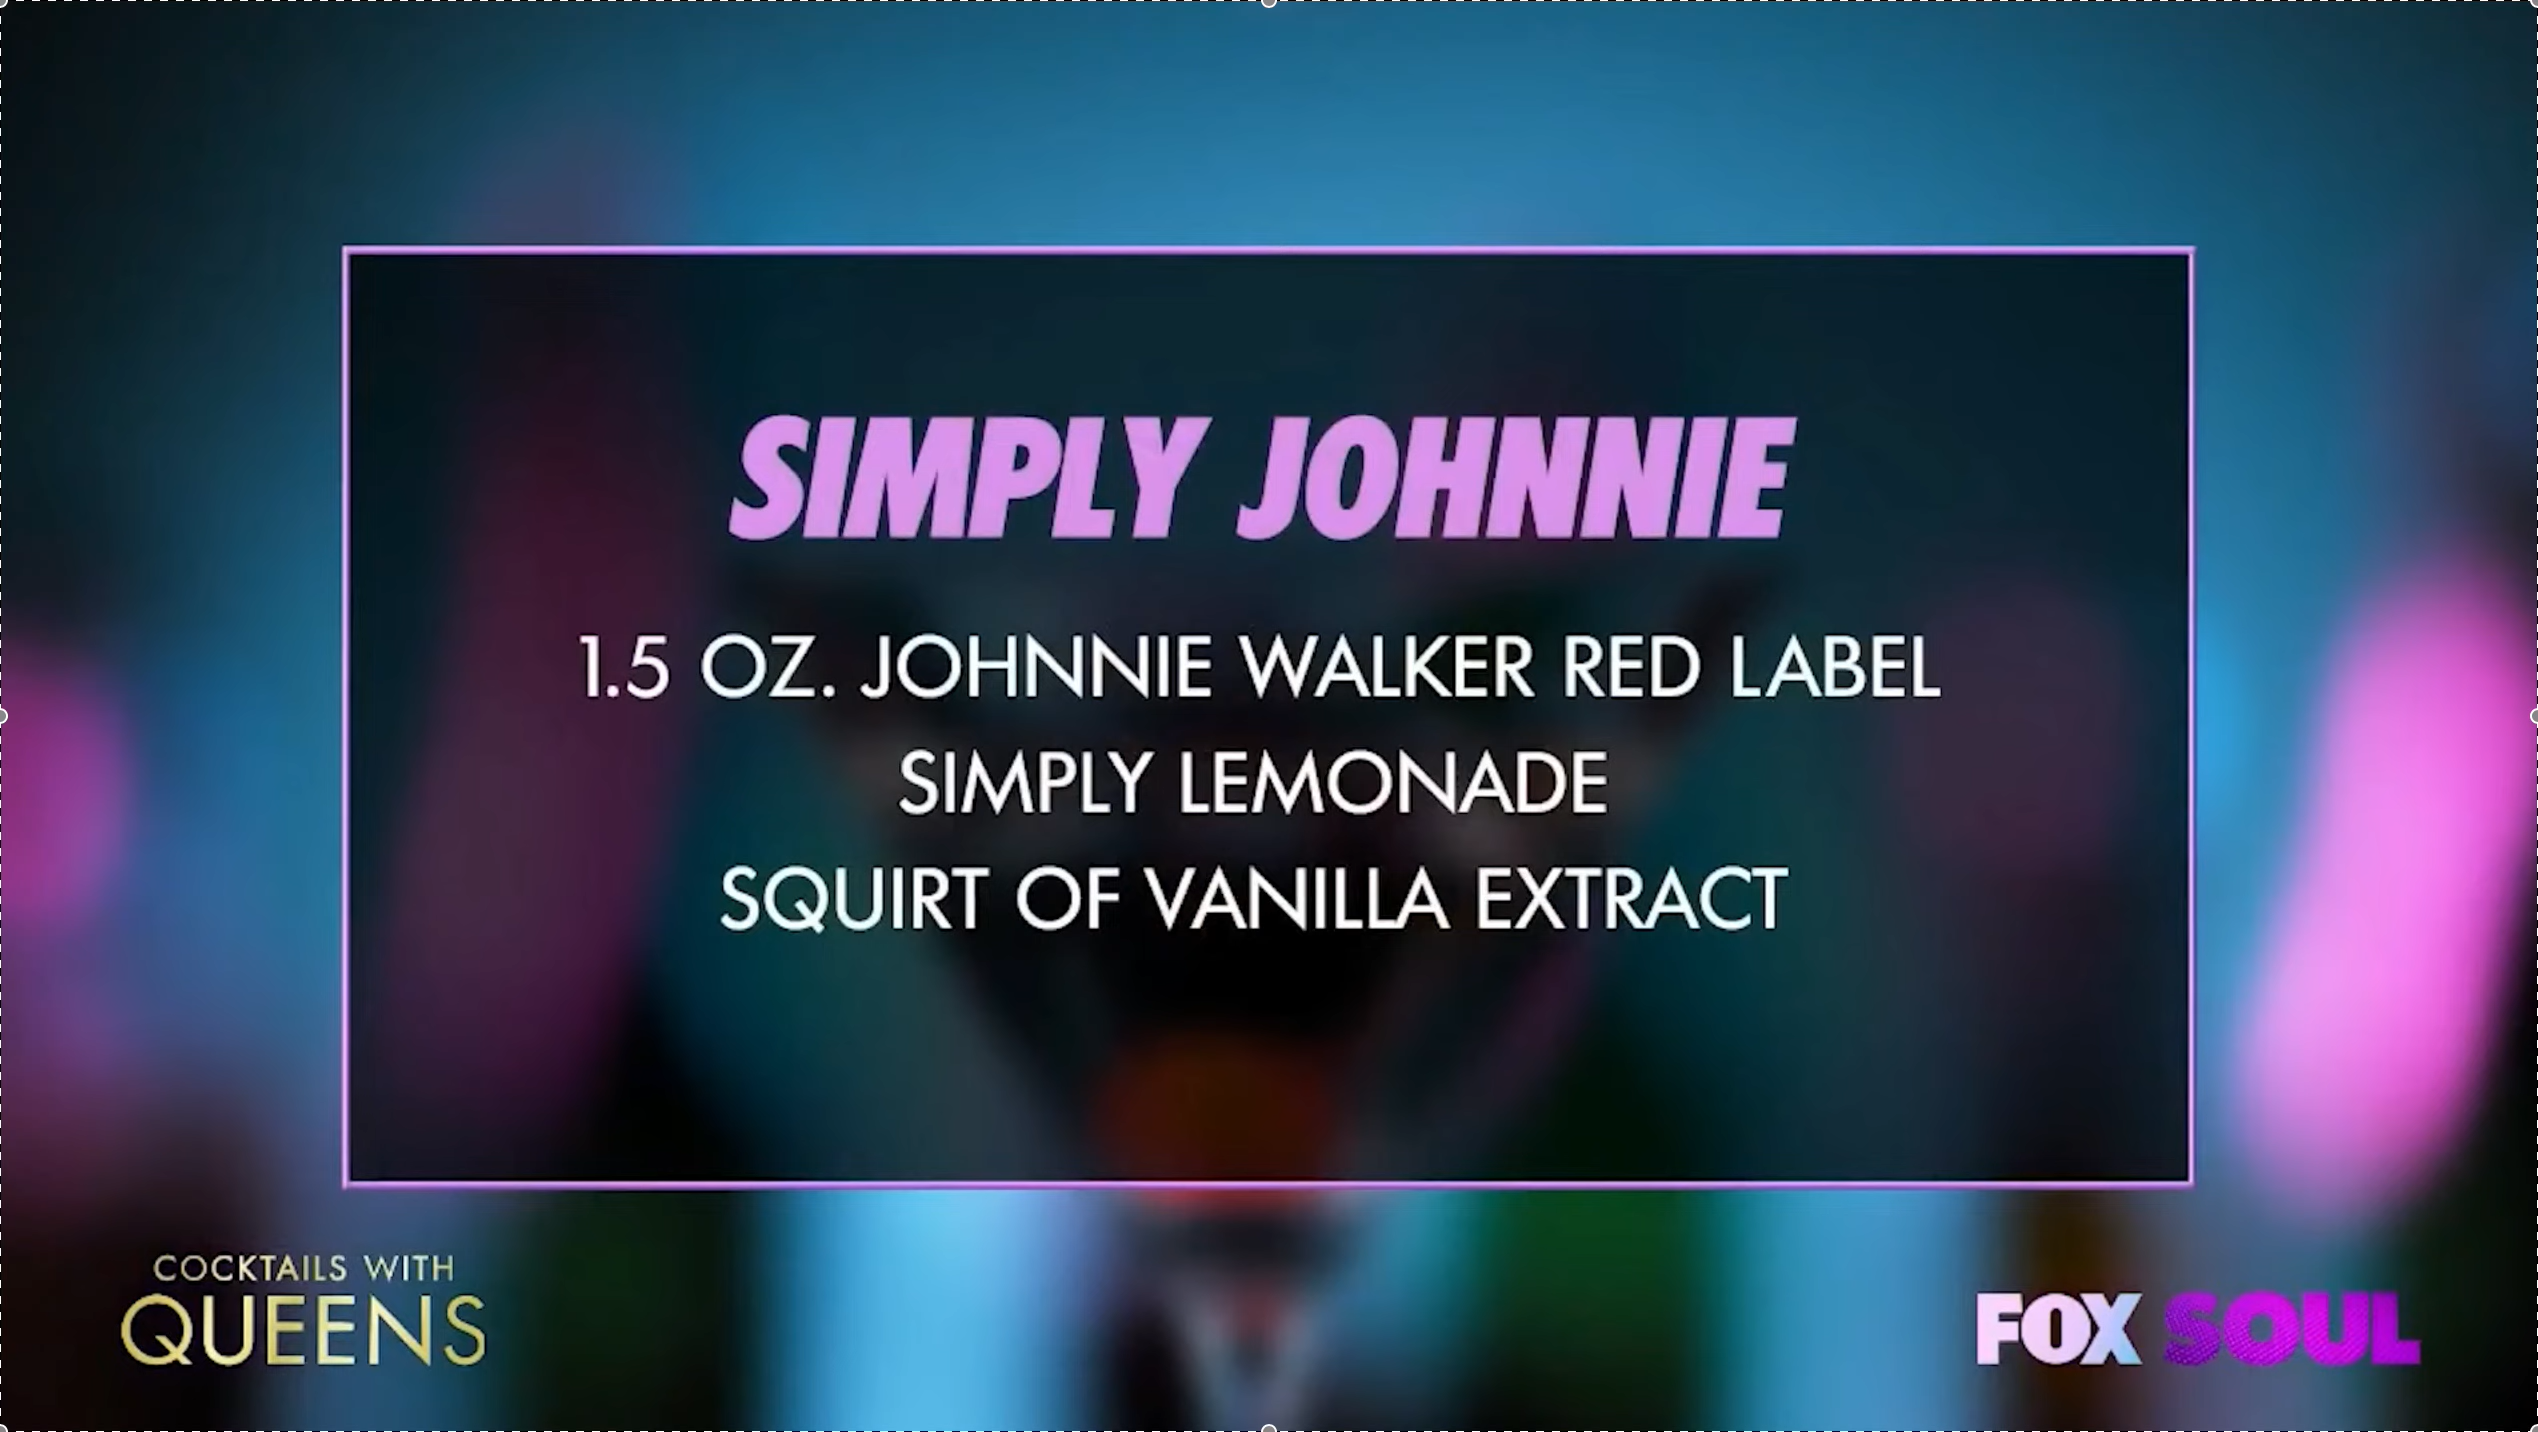 SIMPLY JOHNNIE
1.5 OZ. JOHNNIE WALKER RED LABEL
SIMPLY LEMONADE
SQUIRT OF VANILLA EXTRACT
COCKTAILS WITH
QUEENS
FOX SOUL